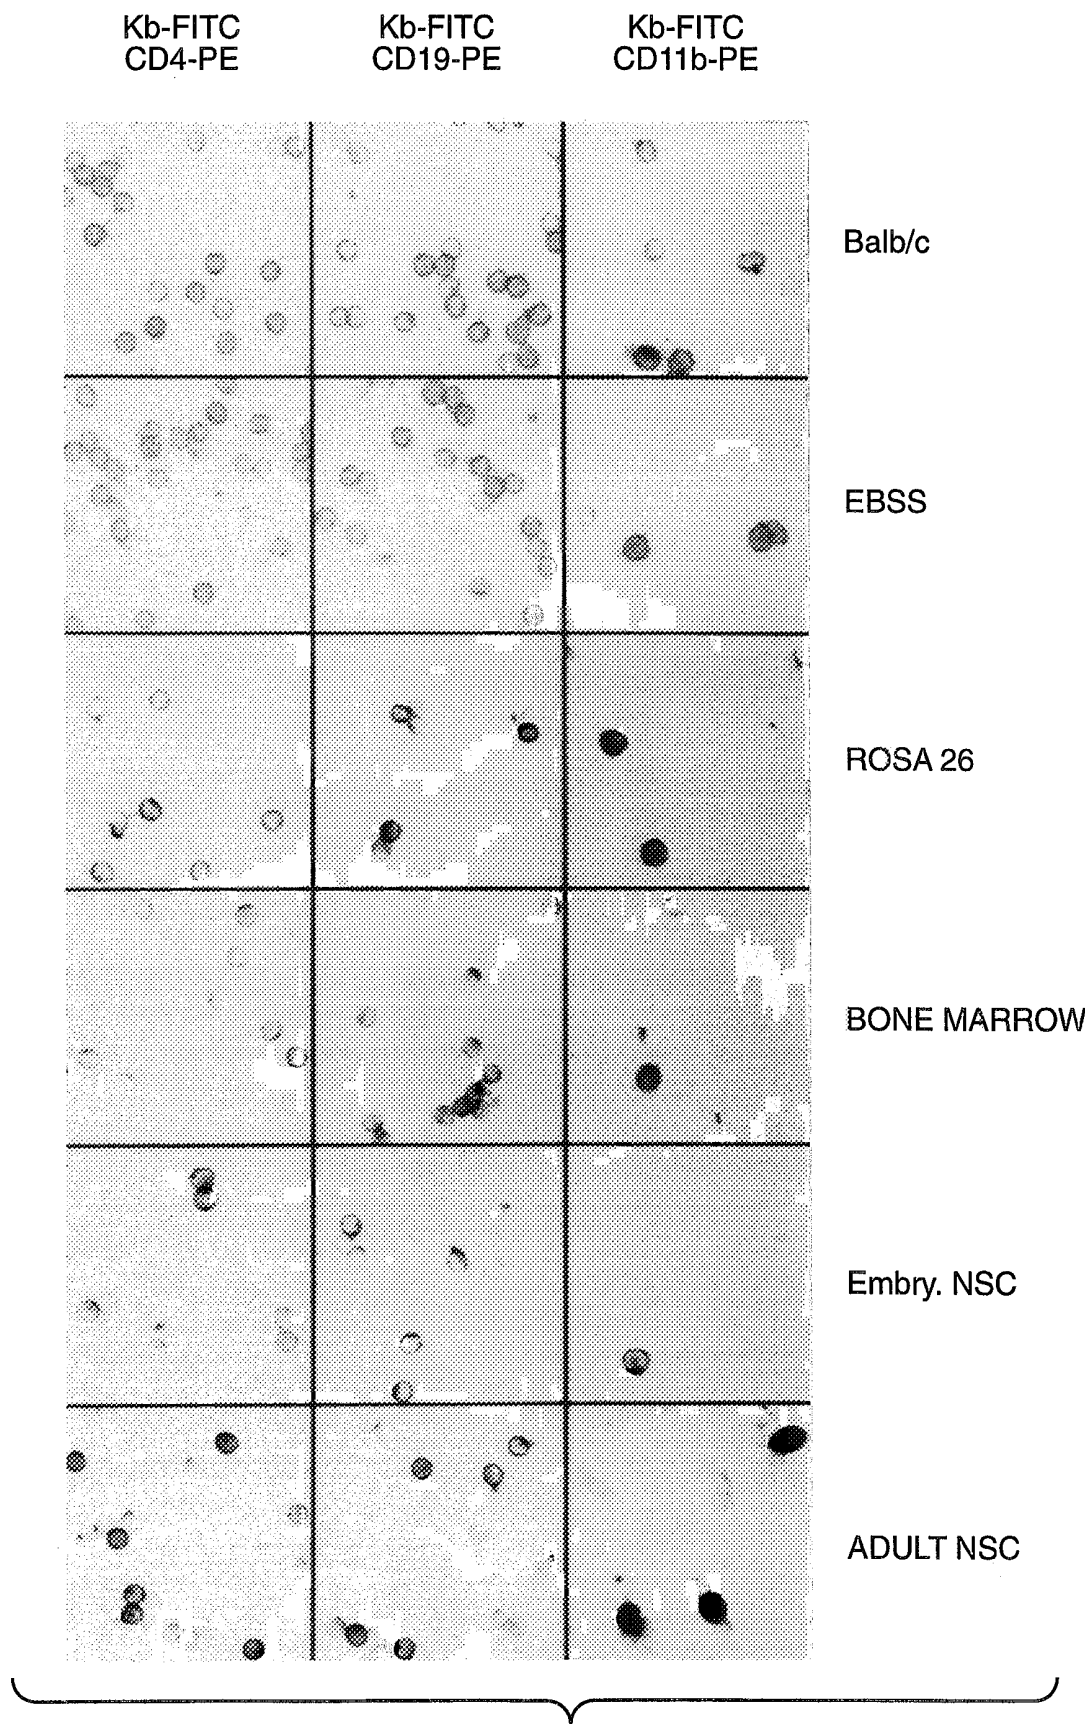 Kb-FITC
CD4-PE
Kb-FITC
CD19-PE
Kb-FITC
CD11b-PE
Balb/c
EBSS
ROSA 26
BONE MARROW
Embry. NSC
ADULT NSC